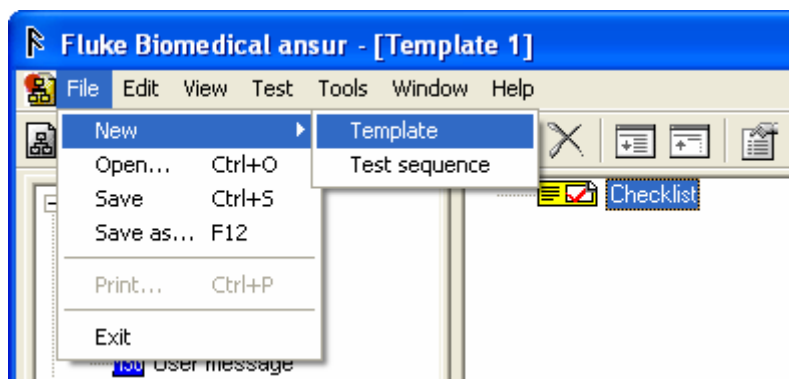 Fluke Biomedical ansur - [Template 1]
File Edit View Test Tools Window Help
New
Template
Open... Ctrl+O
Test sequence
Save Ctrl+S
Checklist
Save as... F12
Print... Ctrl+P
Exit
User message